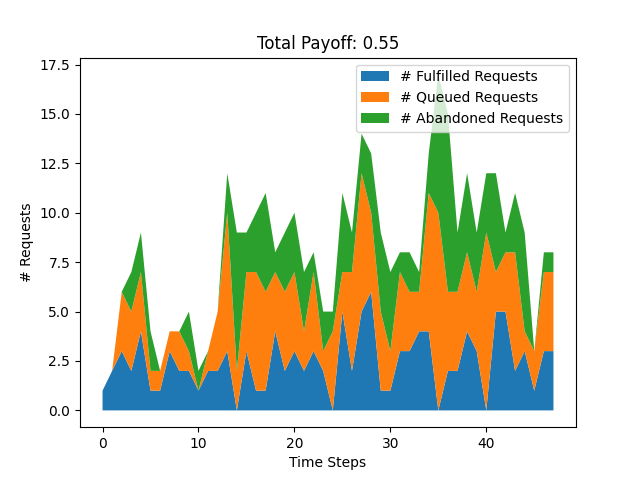 Total Payoff: 0.55
17.5
15.0
12.5
10.0
7.5
5.0
2.5
0.0
# Requests
# Fulfilled Requests
# Queued Requests
# Abandoned Requests
0
10
20
30
40
Time Steps